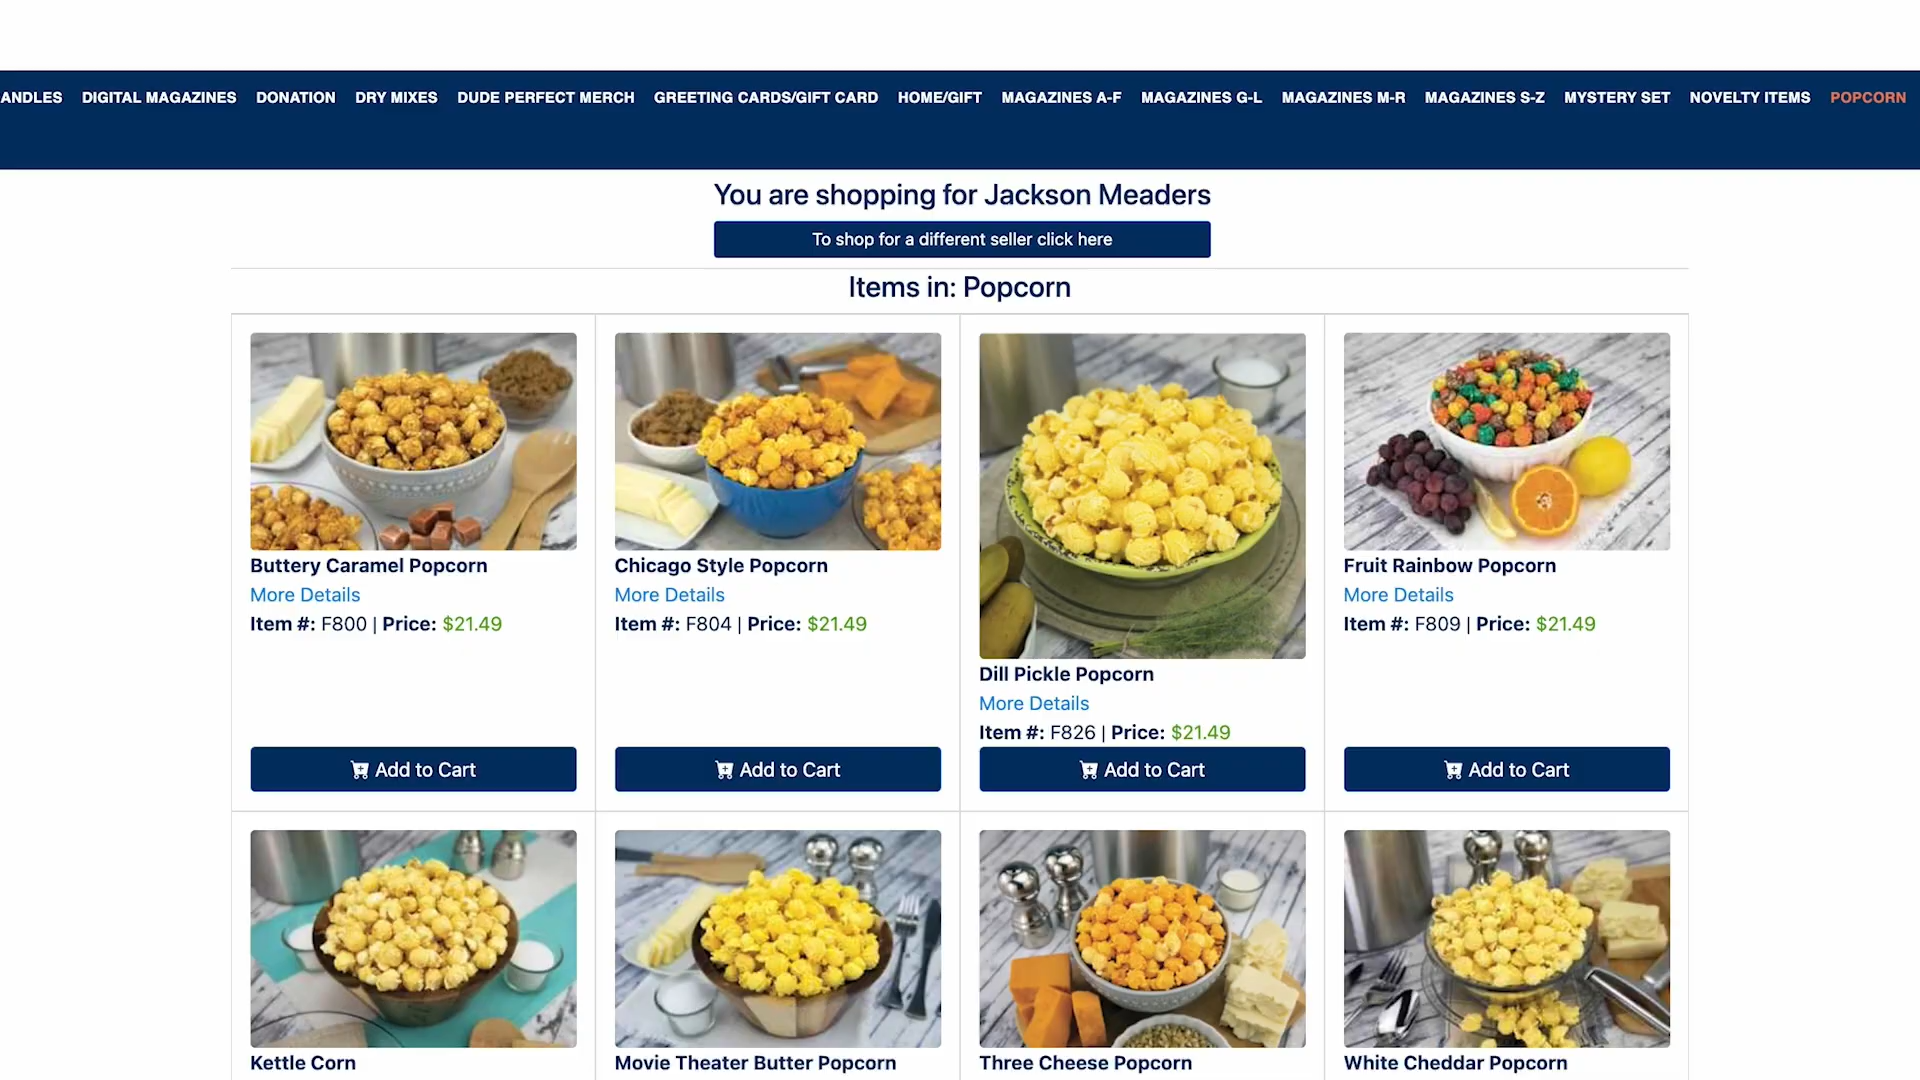 ANDLES DIGITAL MAGAZINES DONATION DRY MIXES DUDE PERFECT MERCH GREETING CARDS/GIFT CARD HOME/GIFT MAGAZINES A-F MAGAZINES G-L MAGAZINES M-R MAGAZINES S-Z MYSTERY SET NOVELTY ITEMS POPCORN
You are shopping for Jackson Meaders
To shop for a different seller click here
Items in: Popcorn
Buttery Caramel Popcorn
More Details
Item #: F800 | Price: $21.49
Add to Cart
Chicago Style Popcorn
More Details
Item #: F804 | Price: $21.49
Add to Cart
Dill Pickle Popcorn
More Details
Item #: F826 | Price: $21.49
Add to Cart
Fruit Rainbow Popcorn
More Details
Item #: F809 | Price: $21.49
Add to Cart
Kettle Corn
Movie Theater Butter Popcorn
Three Cheese Popcorn
White Cheddar Popcorn